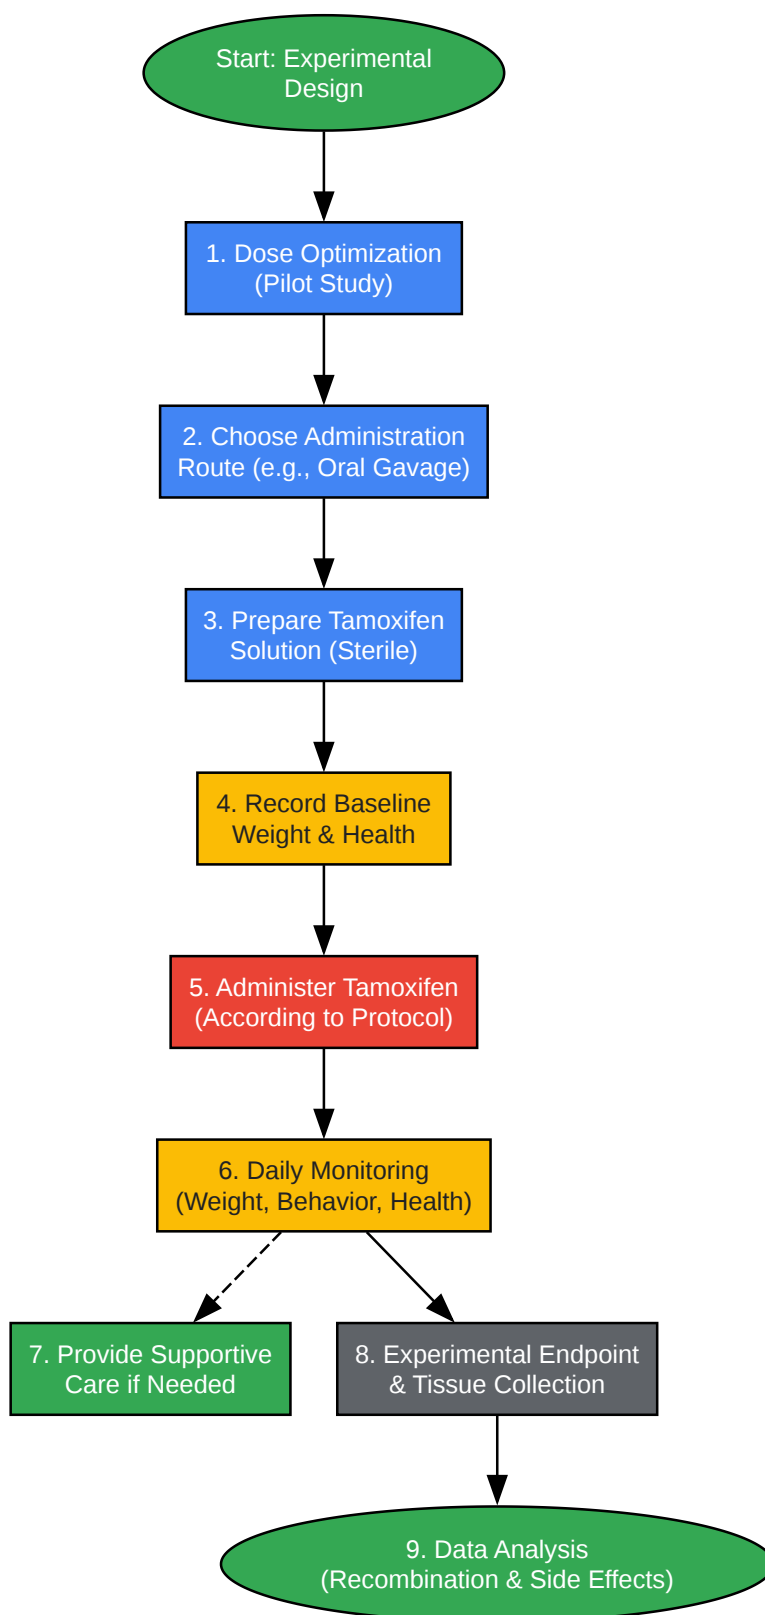 Start: Experimental
Design
1. Dose Optimization
(Pilot Study)
2. Choose Administration
Route (e.g., Oral Gavage)
3. Prepare Tamoxifen
Solution (Sterile)
4. Record Baseline
Weight & Health
5. Administer Tamoxifen
(According to Protocol)
6. Daily Monitoring
(Weight, Behavior, Health)
7. Provide Supportive
Care if Needed
8. Experimental Endpoint
& Tissue Collection
9. Data Analysis
(Recombination & Side Effects)